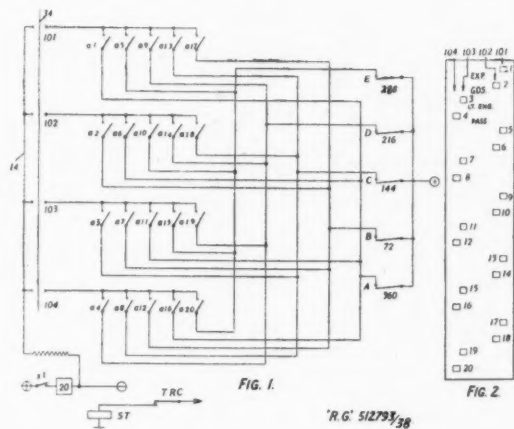 34
101
a1 a5 a9 a13 a17
E 288
102
a2 a6 a10 a14 a18
D 216
14
C 144
103
a3 a7 a11 a15 a19
B 72
A 360
104
a4 a8 a12 a16 a20
s1
20
TRC
ST
FIG. 1.
104 103 102 101
EXP.
GDS
LT. ENG.
PASS
1
2
3
4
5
6
7
8
9
10
11
12
13
14
15
16
17
18
19
20
FIG. 2.
'R.G.' 512793/38